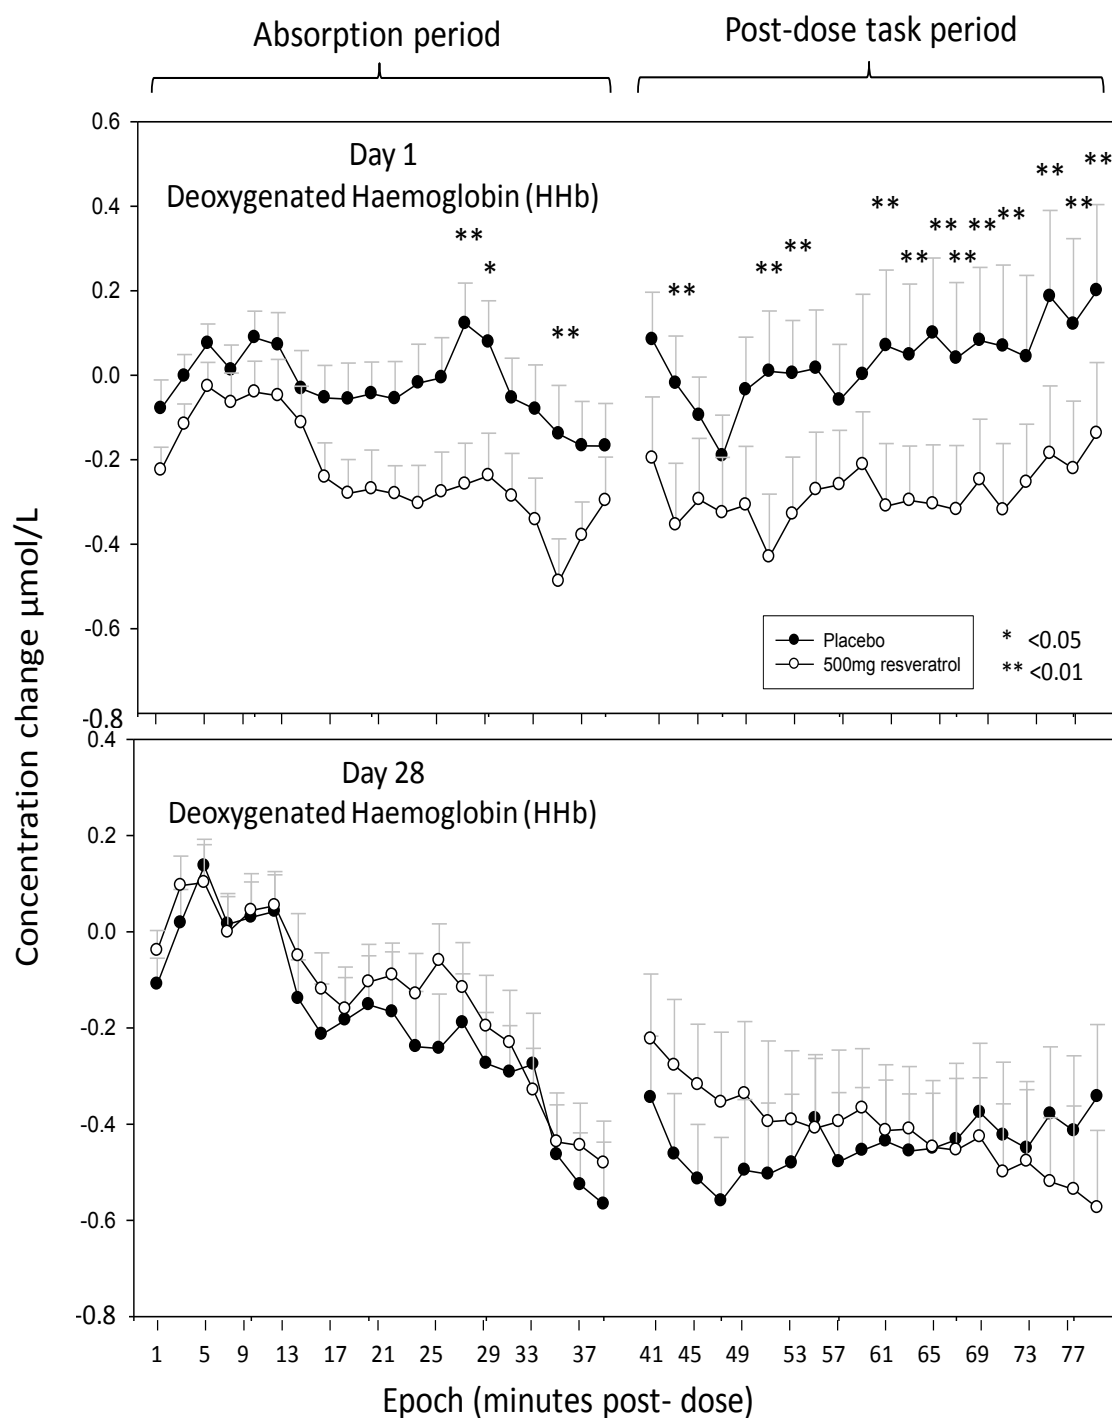 Absorption period
Post-dose task period
0.6
0.4
0.2
0.0
-0.2
-0.4
-0.6
-0.8
Day 1
Deoxygenated Haemoglobin (HHb)
**
*
**
**
**
**
**
**
**
**
**
**
**
**
**
Placebo
500mg resveratrol
* <0.05
** <0.01
Concentration change µmol/L
0.4
0.2
0.0
-0.2
-0.4
-0.6
-0.8
Day 28
Deoxygenated Haemoglobin (HHb)
1 5 9 13 17 21 25 29 33 37 41 45 49 53 57 61 65 69 73 77
Epoch (minutes post- dose)